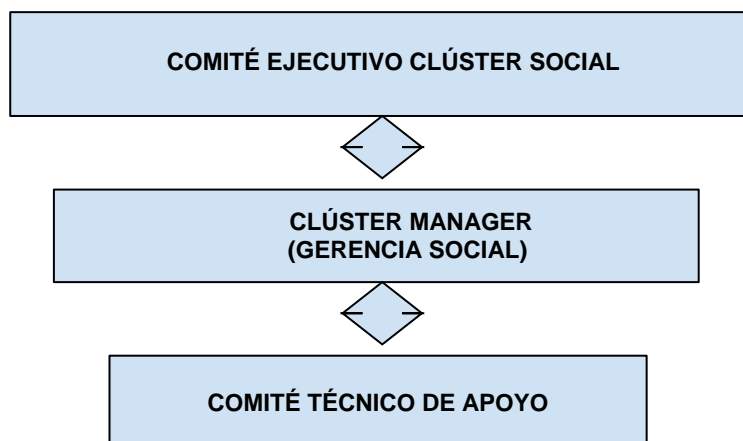 COMITÉ EJECUTIVO CLÚSTER SOCIAL
CLÚSTER MANAGER
(GERENCIA SOCIAL)
COMITÉ TÉCNICO DE APOYO